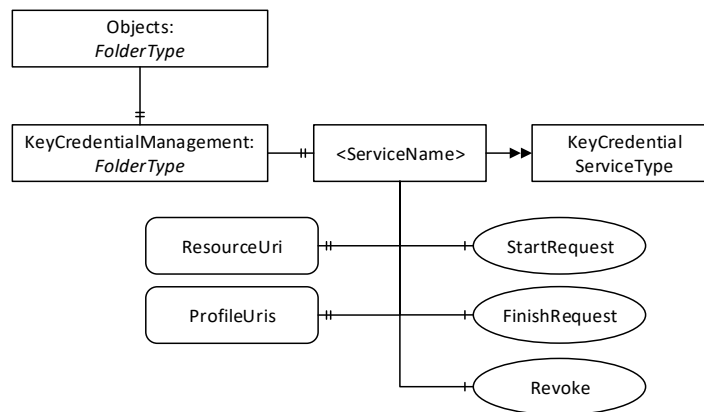 Objects:
FolderType
KeyCredentialManagement:
FolderType
<ServiceName>
KeyCredential
ServiceType
ResourceUri
StartRequest
ProfileUris
FinishRequest
Revoke